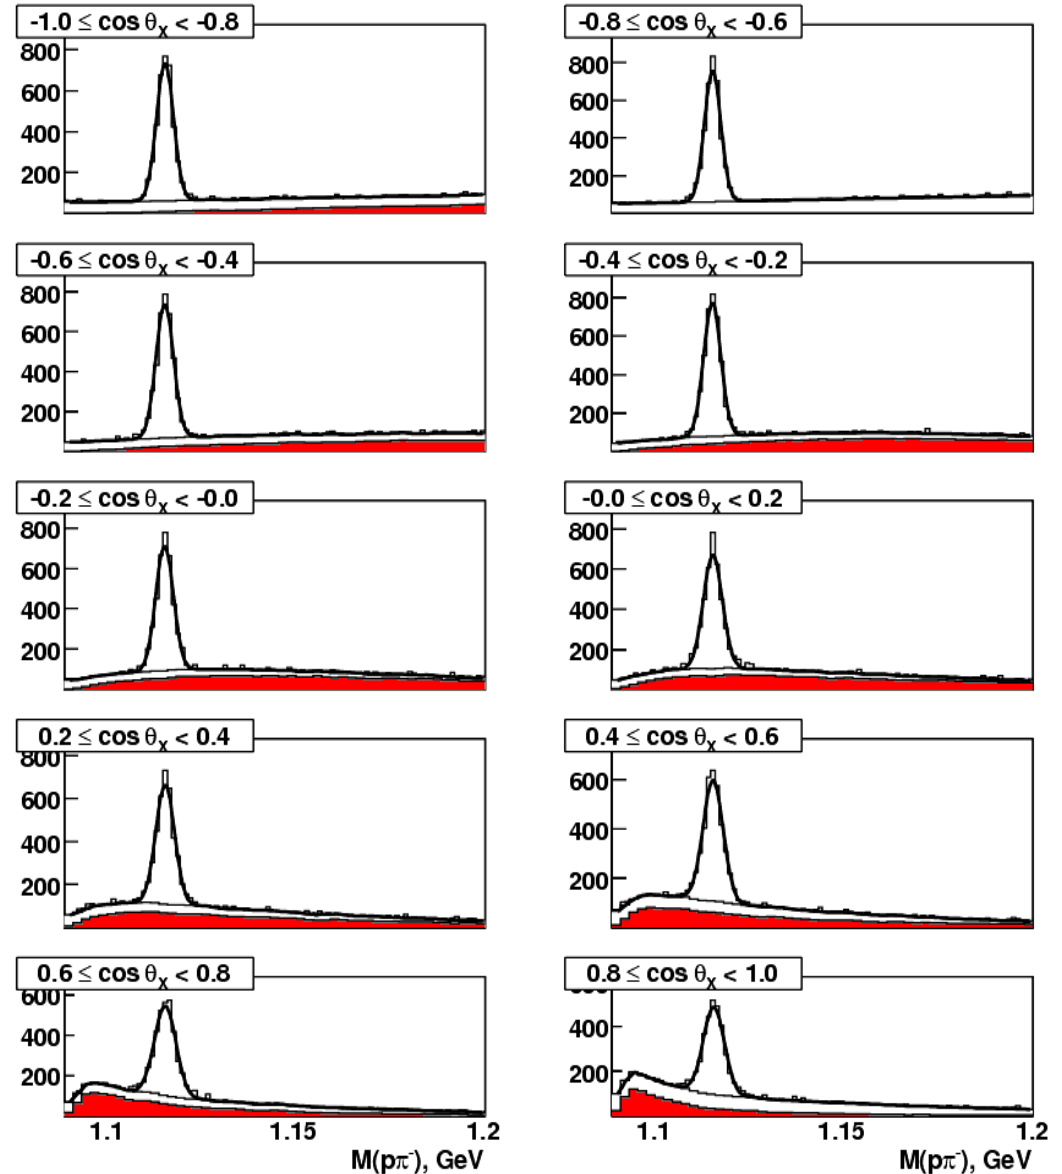 -1.0 ≤ cos θx < -0.8
800
600
400
200
-0.8 ≤ cos θx < -0.6
800
600
400
200
-0.6 ≤ cos θx < -0.4
800
600
400
200
-0.4 ≤ cos θx < -0.2
800
600
400
200
-0.2 ≤ cos θx < -0.0
800
600
400
200
-0.0 ≤ cos θx < 0.2
800
600
400
200
0.2 ≤ cos θx < 0.4
800
600
400
200
0.4 ≤ cos θx < 0.6
600
400
200
0.6 ≤ cos θx < 0.8
600
400
200
1.1 1.15 1.2
M(pπ-), GeV
0.8 ≤ cos θx < 1.0
400
200
1.1 1.15 1.2
M(pπ-), GeV